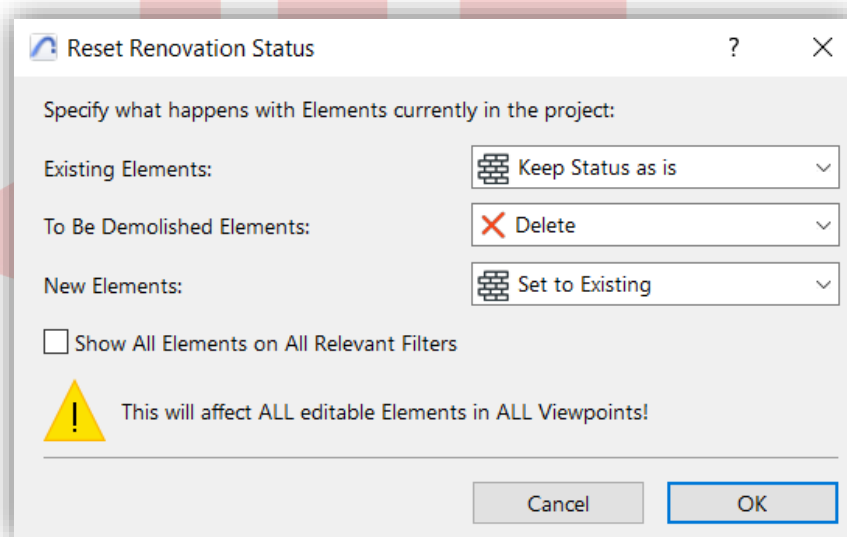 Reset Renovation Status ?
Specify what happens with Elements currently in the project:
Existing Elements: Keep Status as is
To Be Demolished Elements: Delete
New Elements: Set to Existing
Show All Elements on All Relevant Filters
This will affect ALL editable Elements in ALL Viewpoints!
Cancel OK